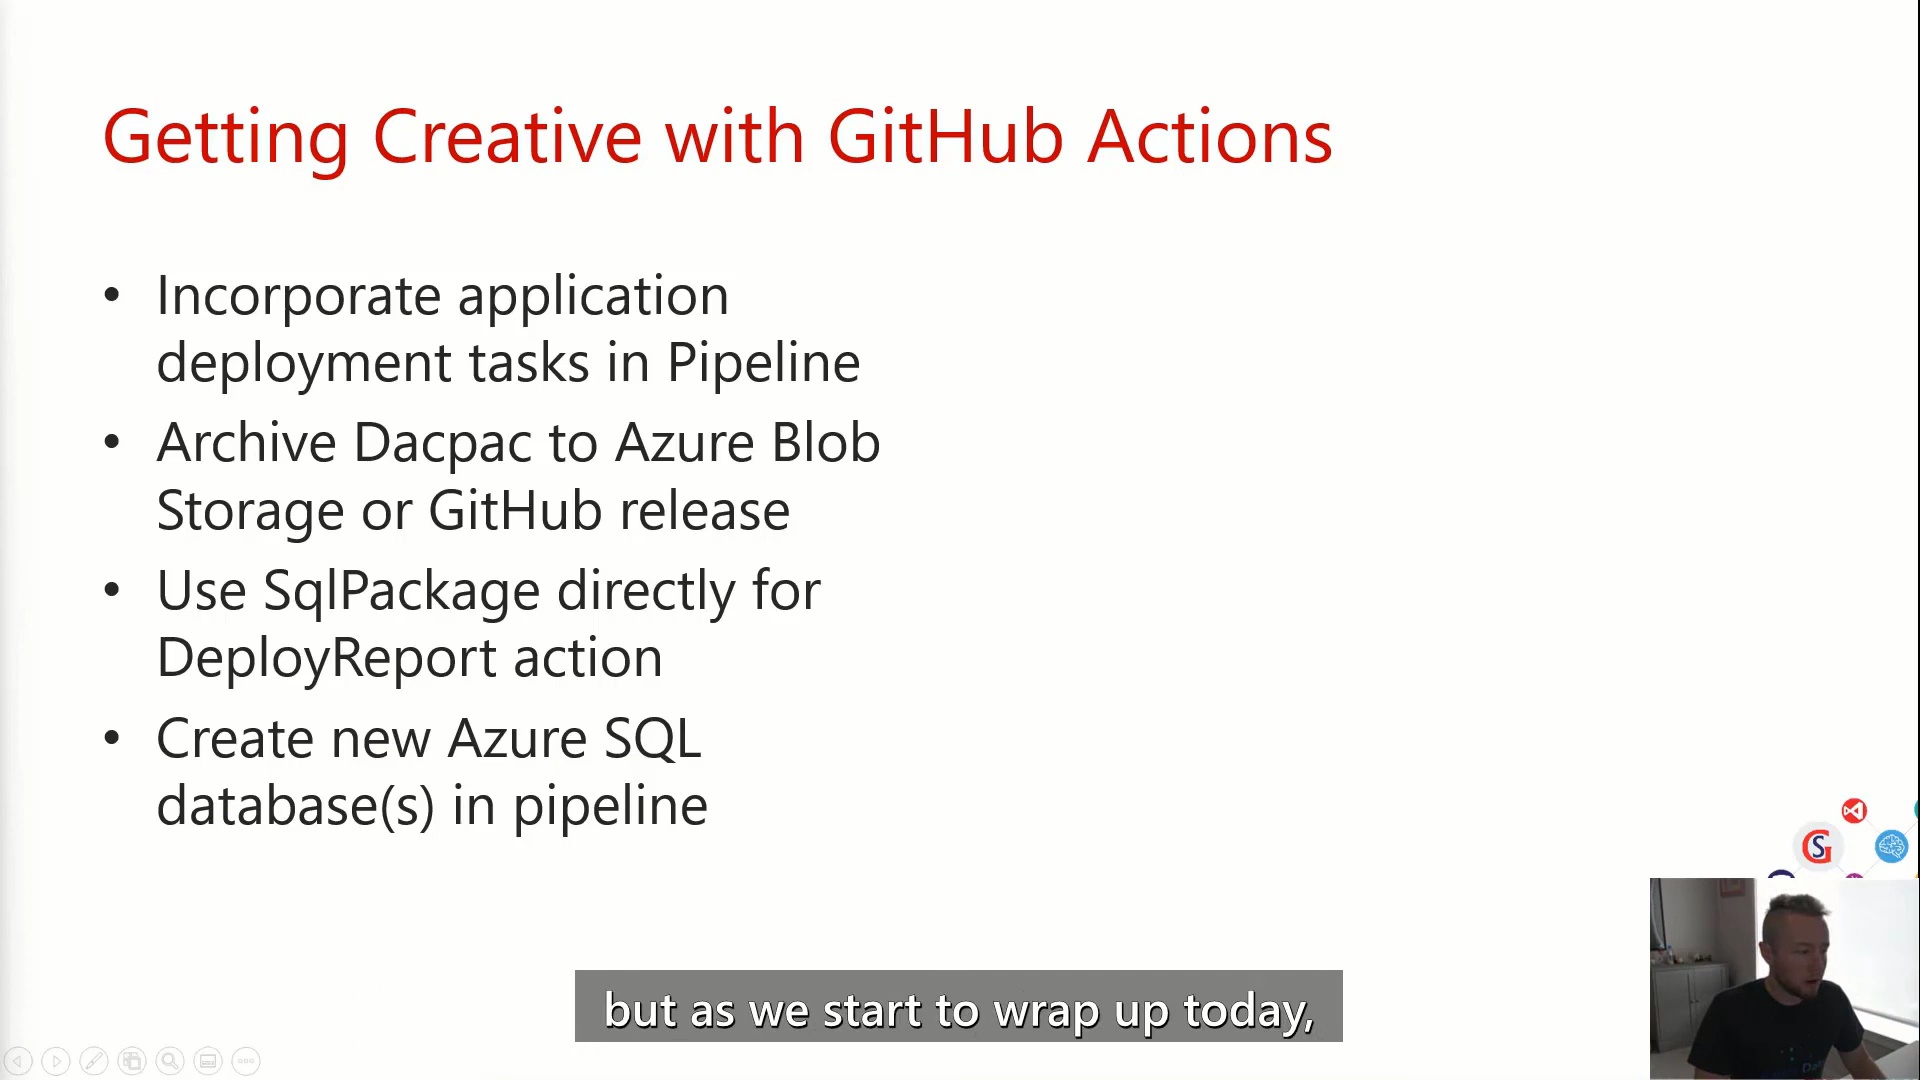 Getting Creative with GitHub Actions
• Incorporate application
deployment tasks in Pipeline
• Archive Dacpac to Azure Blob
Storage or GitHub release
• Use SqlPackage directly for
DeployReport action
• Create new Azure SQL
database(s) in pipeline
but as we start to wrap up today,